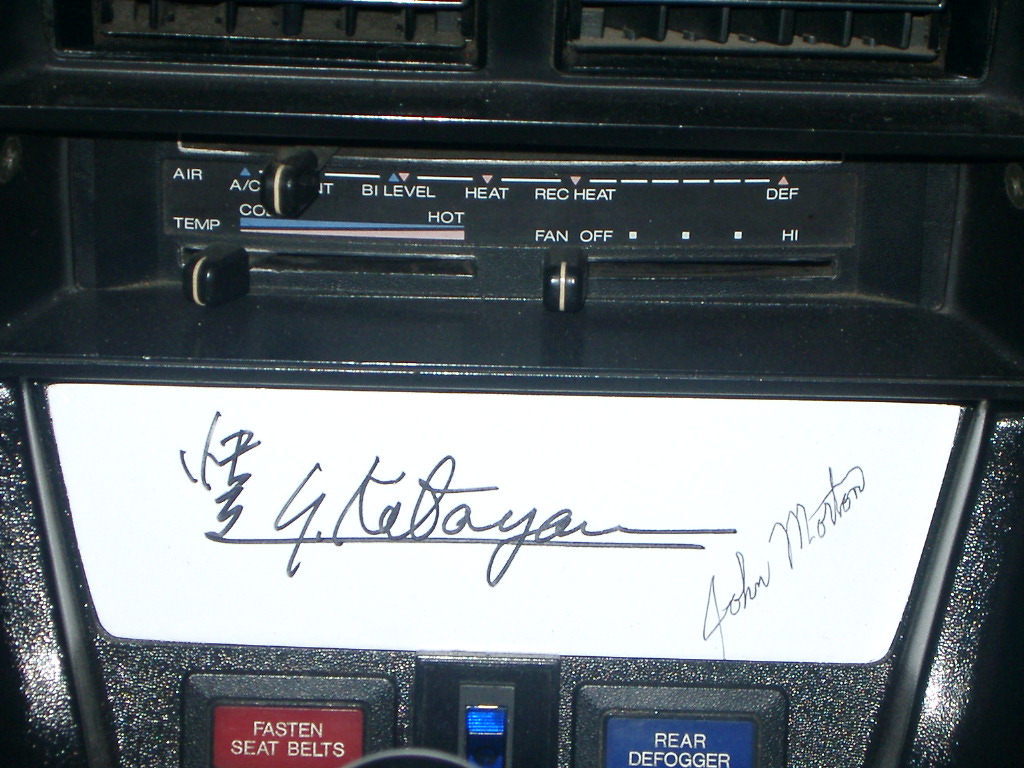 AIR A/C NT BI LEVEL HEAT REC HEAT DEF
TEMP HOT FAN OFF HI
Y. Katayama
John Morton
FASTEN
SEAT BELTS
REAR
DEFOGGER